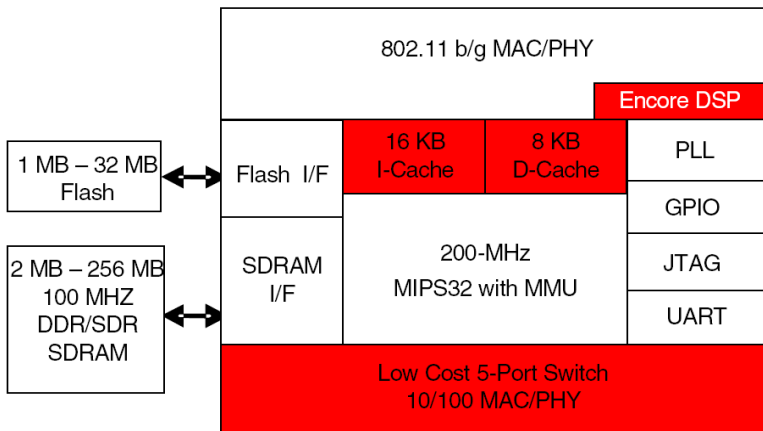 802.11 b/g MAC/PHY
Encore DSP
1 MB – 32 MB
Flash
Flash I/F
16 KB
I-Cache
8 KB
D-Cache
PLL
GPIO
2 MB – 256 MB
100 MHZ
DDR/SDR
SDRAM
SDRAM
I/F
200-MHz
MIPS32 with MMU
JTAG
UART
Low Cost 5-Port Switch
10/100 MAC/PHY